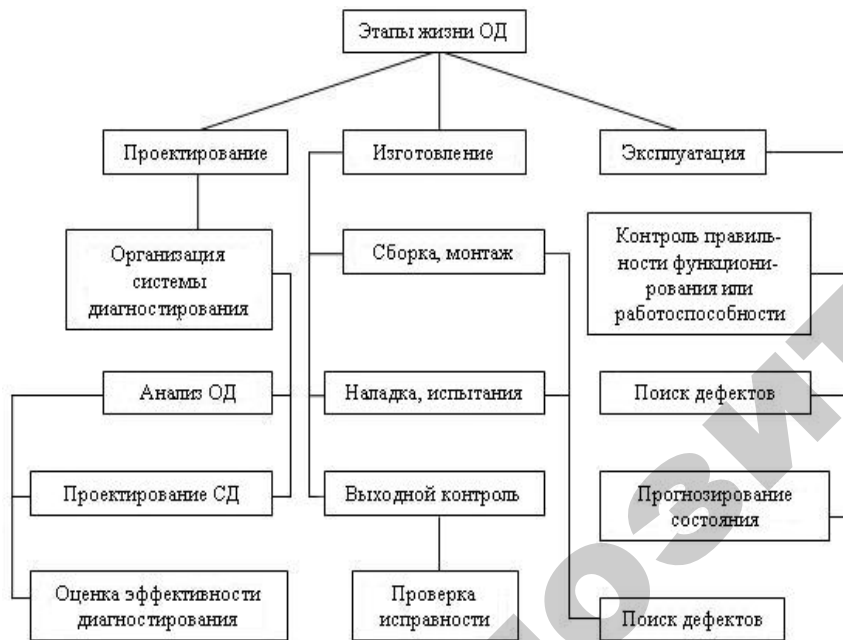 Этапы жизни ОД
Проектирование
Изготовление
Эксплуатация
Организация
системы
диагностирования
Сборка, монтаж
Контроль правиль-
ности функциони-
рования или
работоспособности
Анализ ОД
Наладка, испытания
Поиск дефектов
Проектирование СД
Выходной контроль
Прогнозирование
состояния
Оценка эффективности
диагностирования
Проверка
исправности
Поиск дефектов